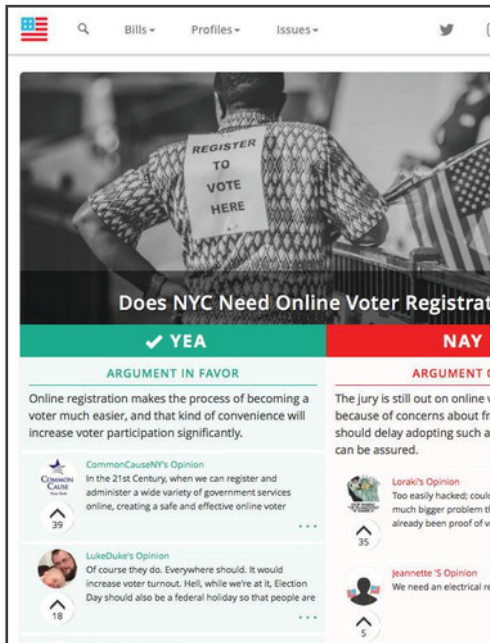 Bills
Profiles
Issues
REGISTER
TO
VOTE
HERE
Does NYC Need Online Voter Registrat
YEA
NAY
ARGUMENT IN FAVOR
Online registration makes the process of becoming a
voter much easier, and that kind of convenience will
increase voter participation significantly.
COMMON
CAUSE
New York
39
CommonCauseNY's Opinion
In the 21st Century, when we can register and
administer a wide variety of government services
online, creating a safe and effective online voter
...
LukeDuke's Opinion
Of course they do. Everywhere should. It would
increase voter turnout. Hell, while we're at it, Election
Day should also be a federal holiday so that people are
18
...
ARGUMENT
The jury is still out on online v
because of concerns about fr
should delay adopting such a
can be assured.
Loraki's Opinion
Too easily hacked; could
much bigger problem th
already been proof of v
35
Jeannette 'S Opinion
We need an electrical re
5